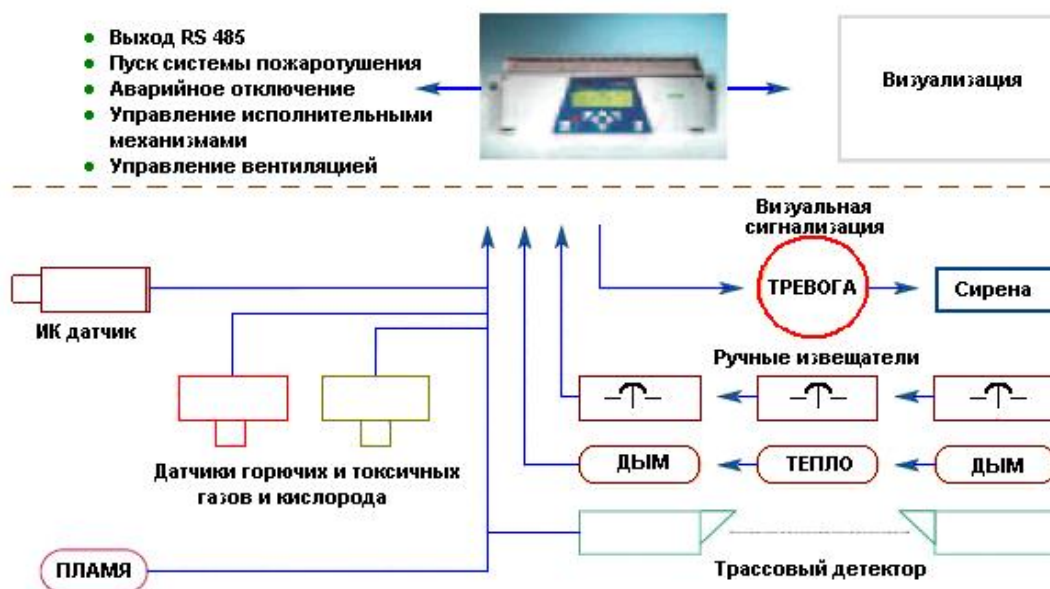 Выход RS 485
Пуск системы пожаротушения
Аварийное отключение
Управление исполнительными
механизмами
Управление вентиляцией
Визуализация
Визуальная
сигнализация
ТРЕВОГА
Сирена
ИК датчик
Ручные извещатели
Датчики горючих и токсичных
газов и кислорода
ДЫМ
ТЕПЛО
ДЫМ
ПЛАМЯ
Трассовый детектор